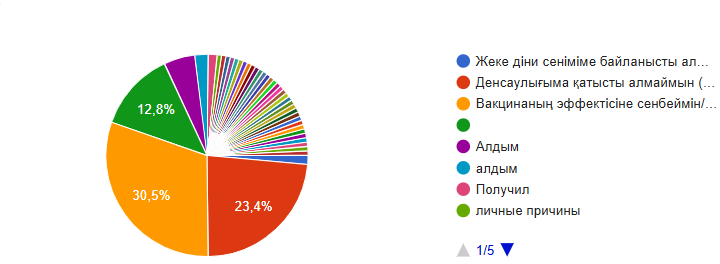 Жеке діни сеніміме байланысты ал...
Денсаулығыма қатысты алмаймын (...
Вакцинаның эффектісіне сенбеймін/...
Алдым
алдым
Получил
личные причины
1/5
12,8%
30,5%
23,4%